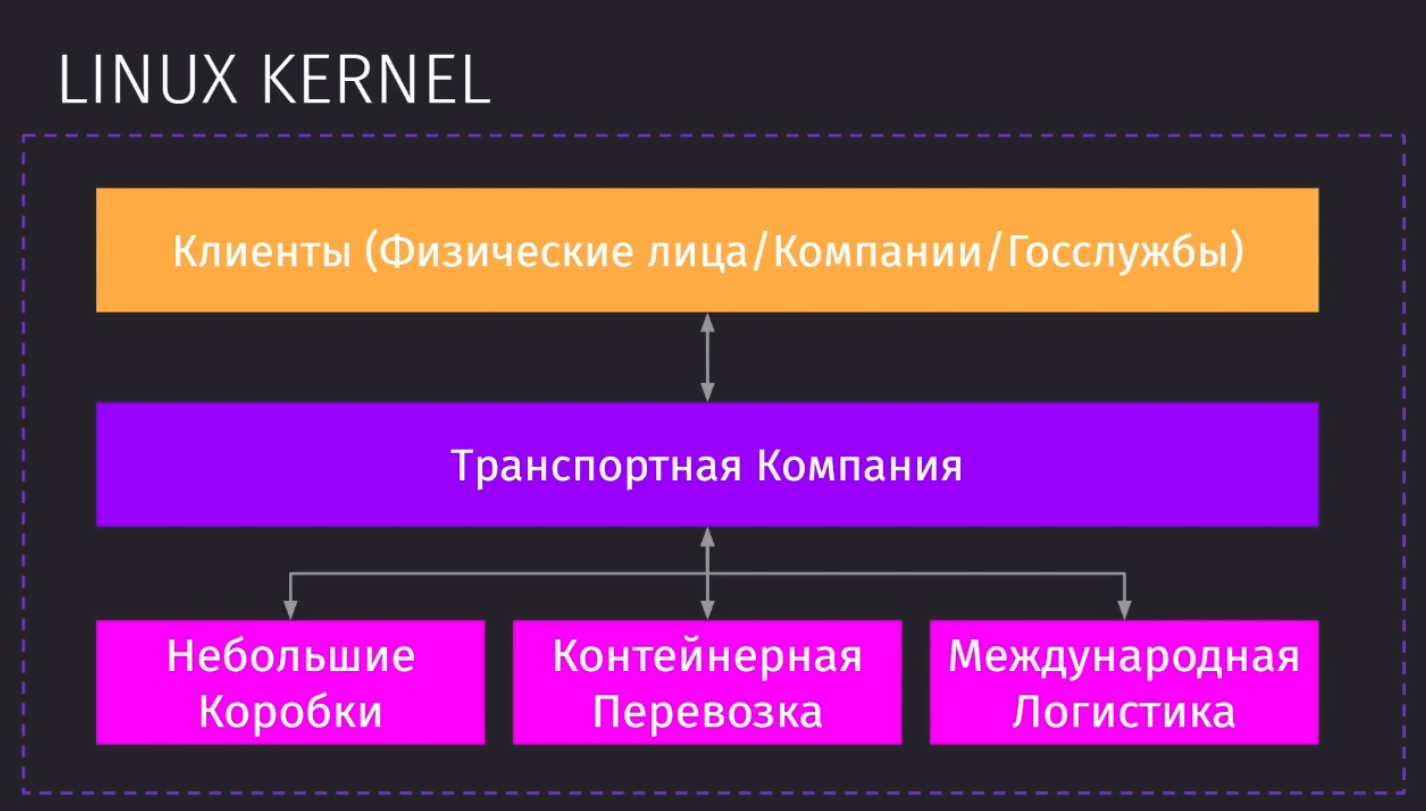 LINUX KERNEL
Клиенты (Физические лица/Компании/Госслужбы)
Транспортная Компания
Небольшие
Коробки
Контейнерная
Перевозка
Международная
Логистика